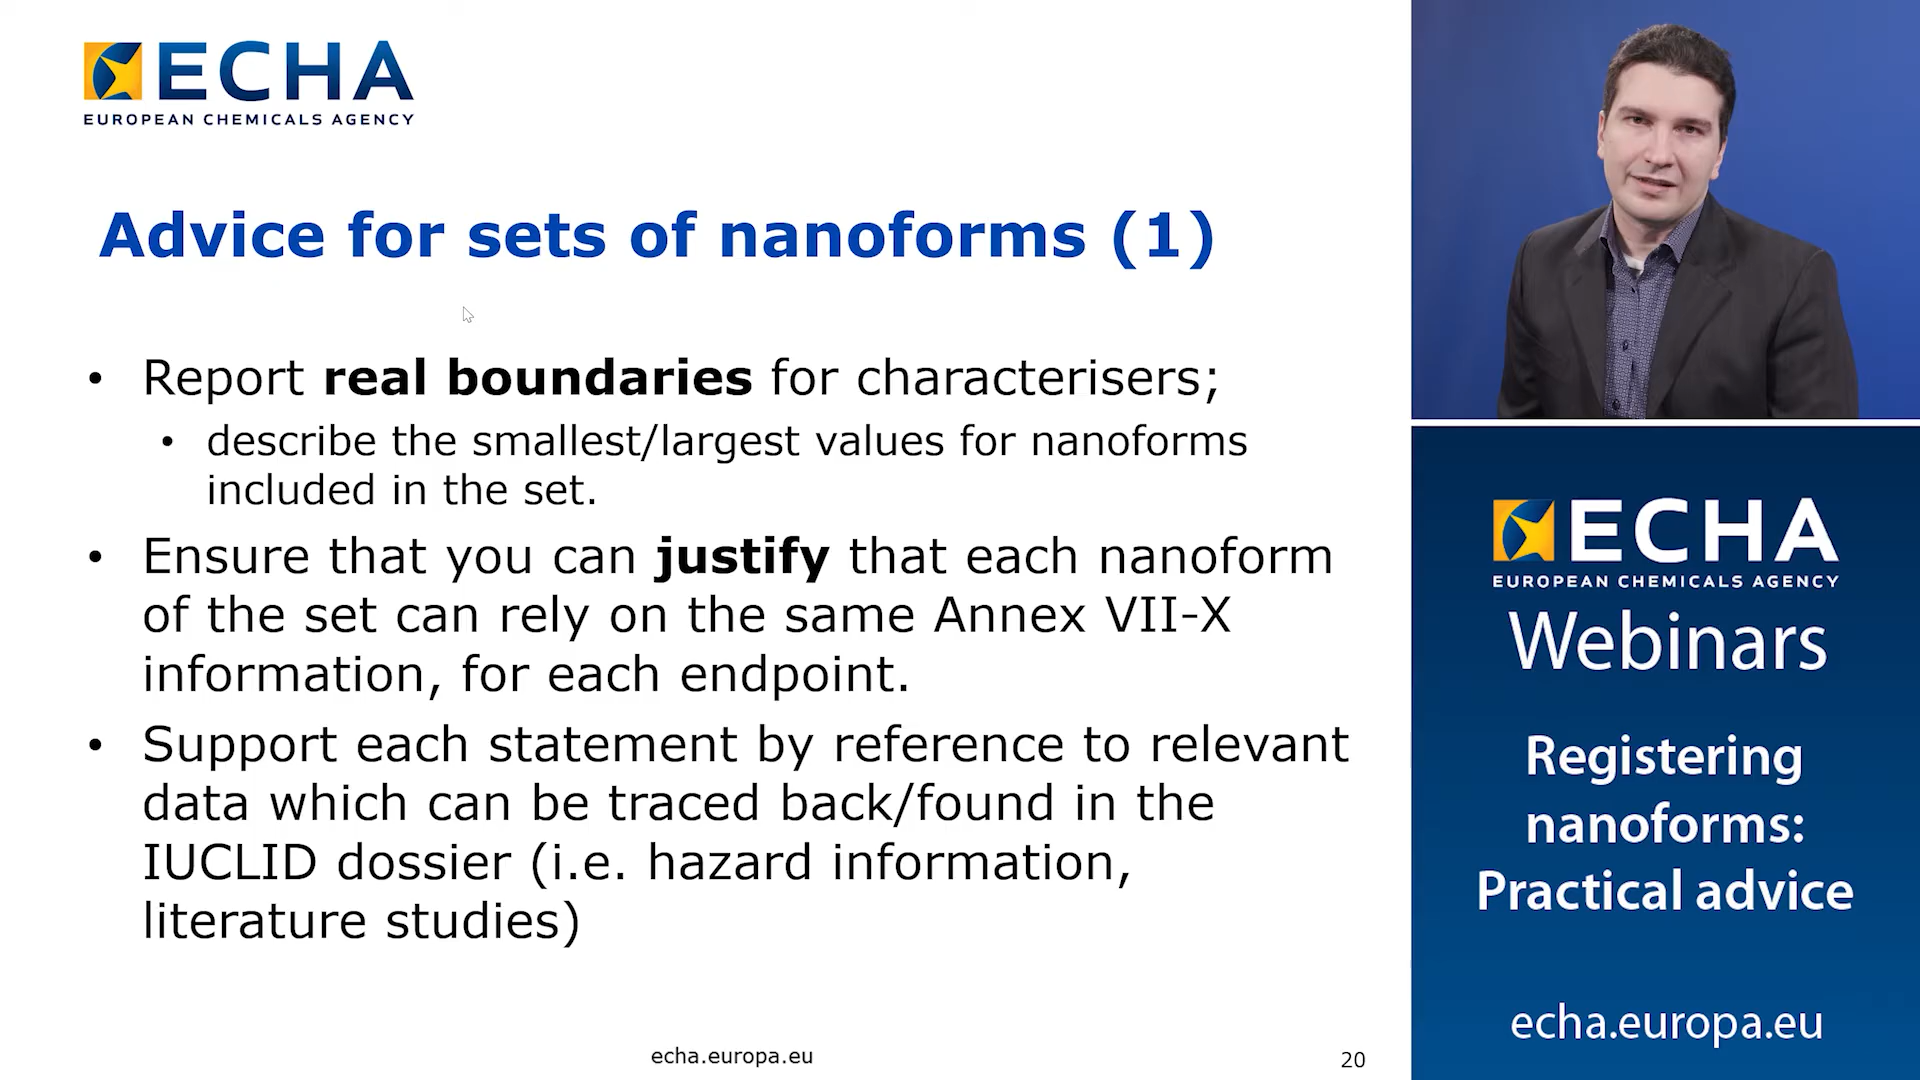 ECHA
EUROPEAN CHEMICALS AGENCY
Advice for sets of nanoforms (1)
• Report real boundaries for characterisers;
• describe the smallest/largest values for nanoforms
included in the set.
• Ensure that you can justify that each nanoform
of the set can rely on the same Annex VII-X
information, for each endpoint.
• Support each statement by reference to relevant
data which can be traced back/found in the
IUCLID dossier (i.e. hazard information,
literature studies)
echa.europa.eu
20
ECHA
EUROPEAN CHEMICALS AGENCY
Webinars
Registering
nanoforms:
Practical advice
echa.europa.eu